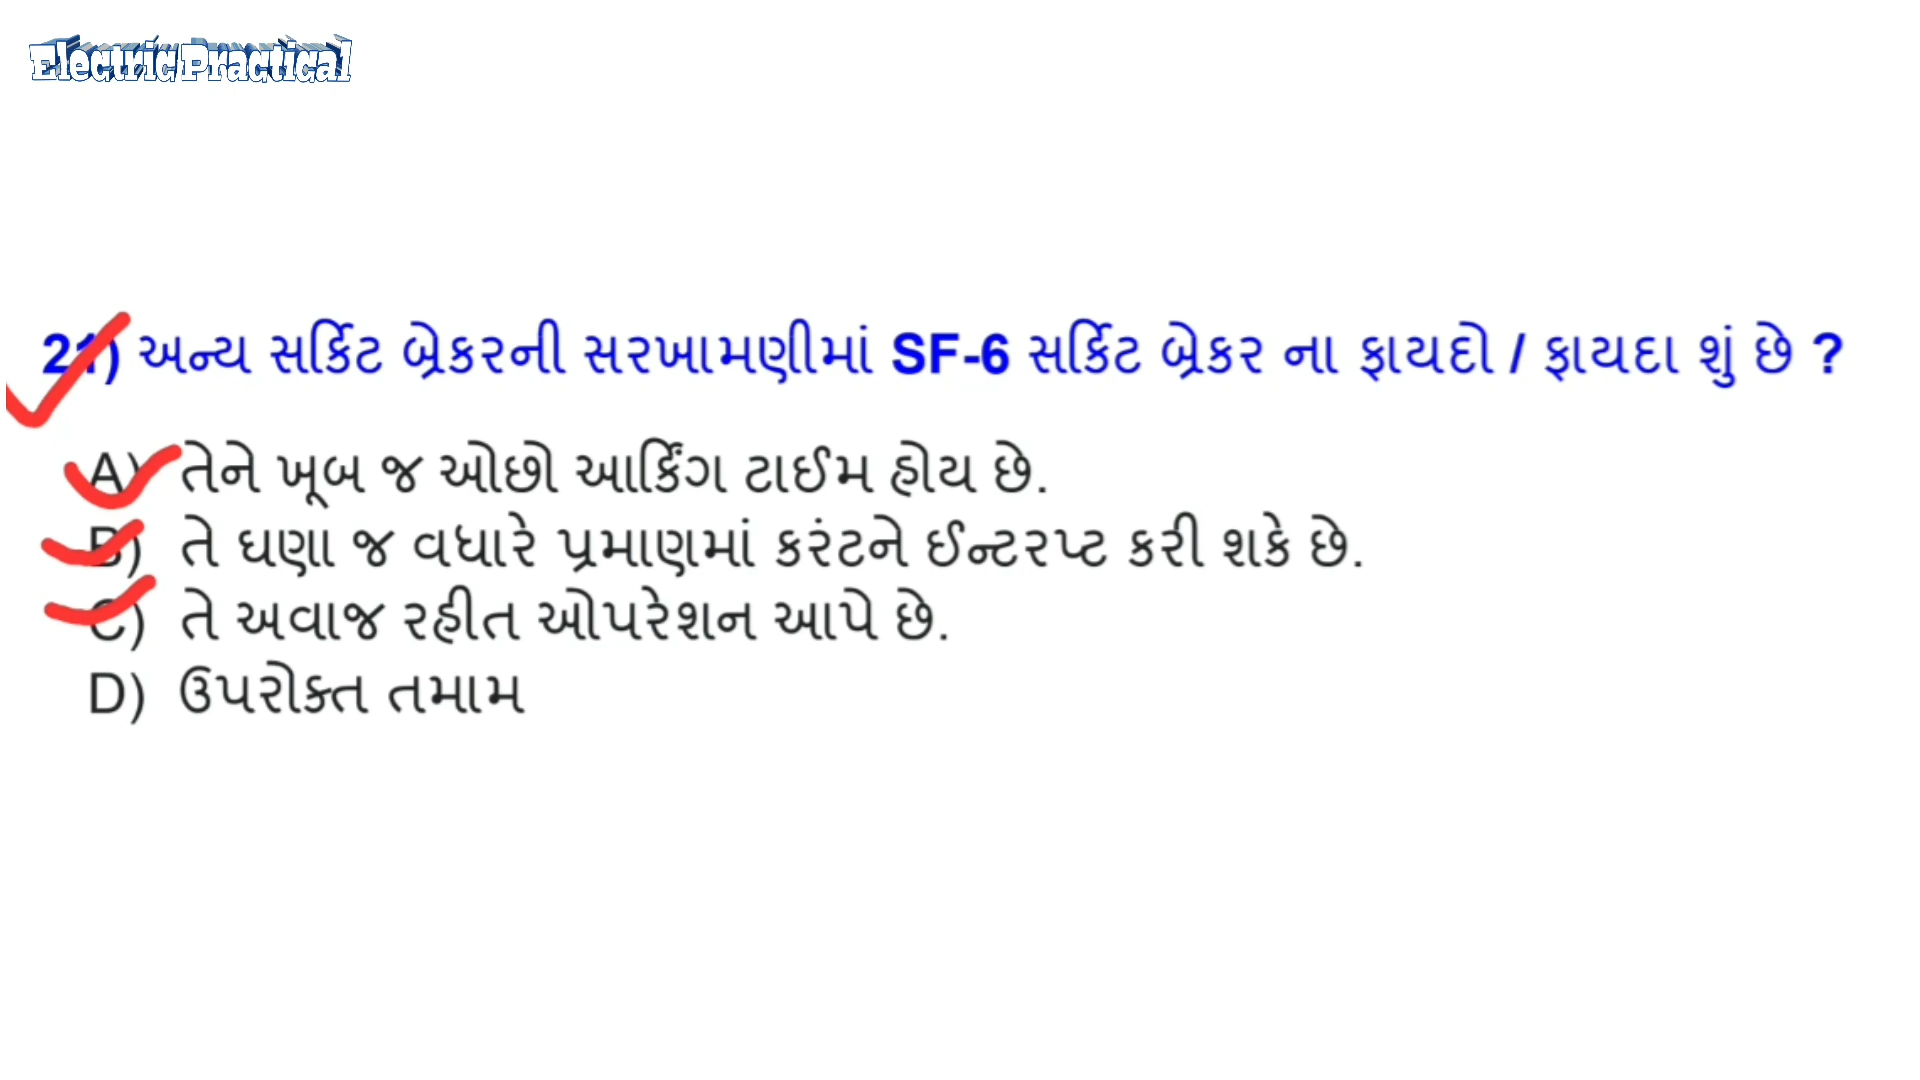 Electric Practical
21) અન્ય સર્કિટ બ્રેકરની સરખામણીમાં SF-6 સર્કિટ બ્રેકર ના ફાયદો / ફાયદા શું છે ?
A) તેને ખૂબ જ ઓછો આર્કિંગ ટાઈમ હોય છે.
B) તે ઘણા જ વધારે પ્રમાણમાં કરંટને ઈન્ટરપ્ટ કરી શકે છે.
C) તે અવાજ રહીત ઓપરેશન આપે છે.
D) ઉપરોક્ત તમામ